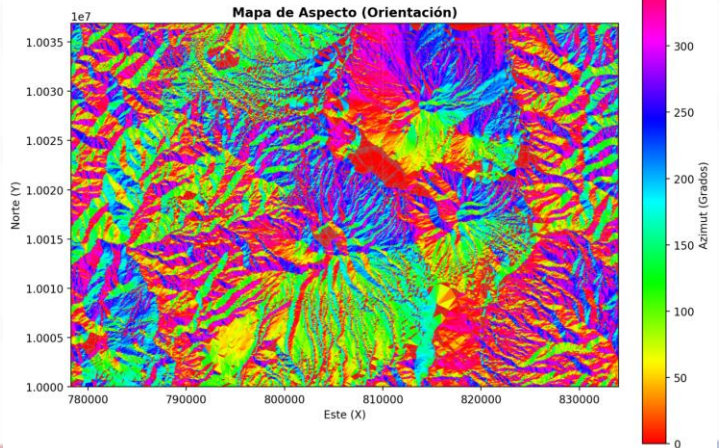 Mapa de Aspecto (Orientación)
1e7
1.0035
1.0030
1.0025
1.0020
1.0015
1.0010
1.0005
1.0000
Norte (Y)
780000 790000 800000 810000 820000 830000
Este (X)
300
250
200
150
100
50
0
Azimut (Grados)